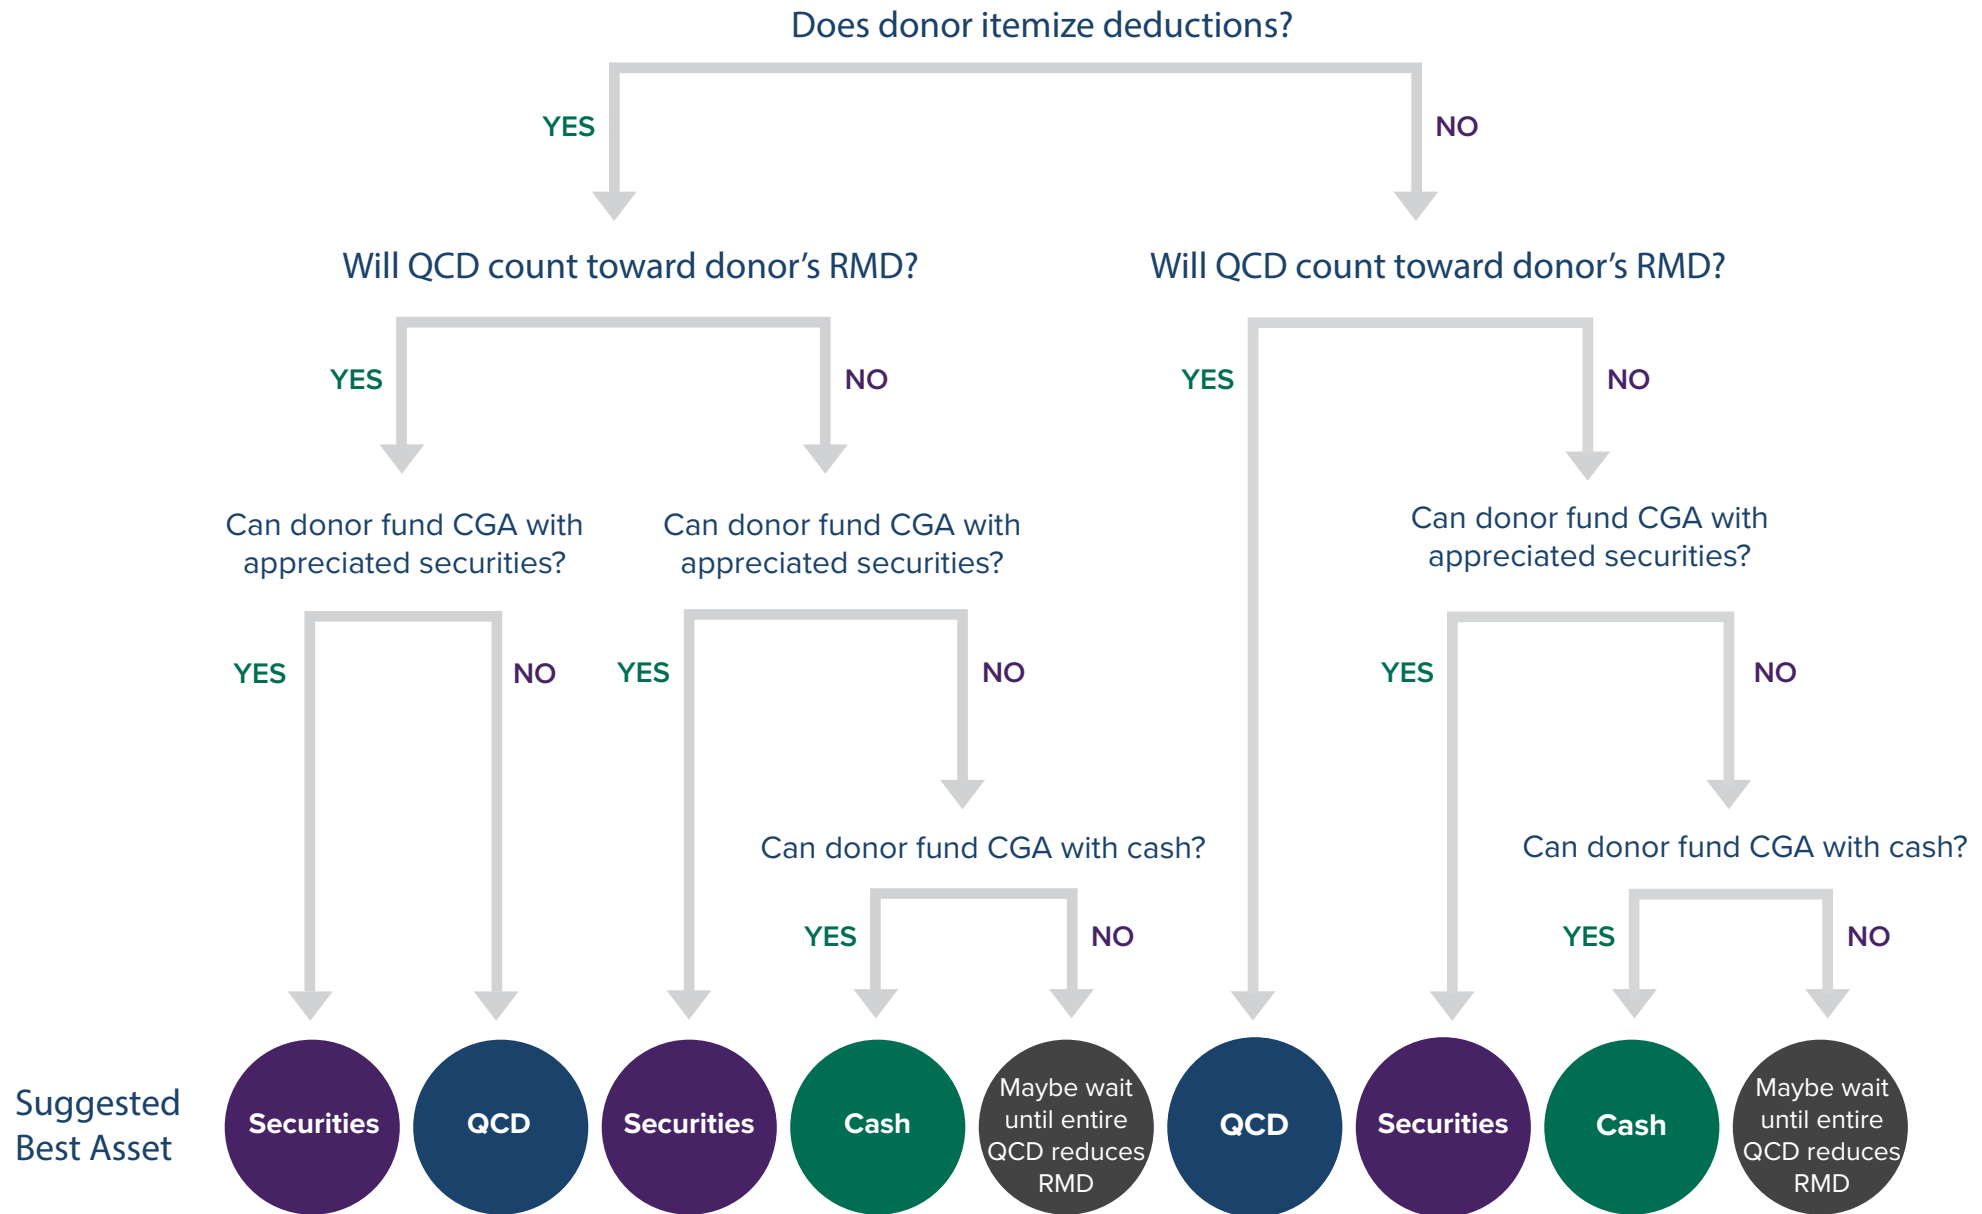 Does donor itemize deductions?
YES
NO
Will QCD count toward donor’s RMD?
Will QCD count toward donor’s RMD?
YES
NO
YES
NO
Can donor fund CGA with
appreciated securities?
Can donor fund CGA with
appreciated securities?
Can donor fund CGA with
appreciated securities?
YES
NO
YES
NO
YES
NO
Can donor fund CGA with cash?
Can donor fund CGA with cash?
YES
NO
YES
NO
Suggested
Best Asset
Securities
QCD
Securities
Cash
Maybe wait
until entire
QCD reduces
RMD
QCD
Securities
Cash
Maybe wait
until entire
QCD reduces
RMD